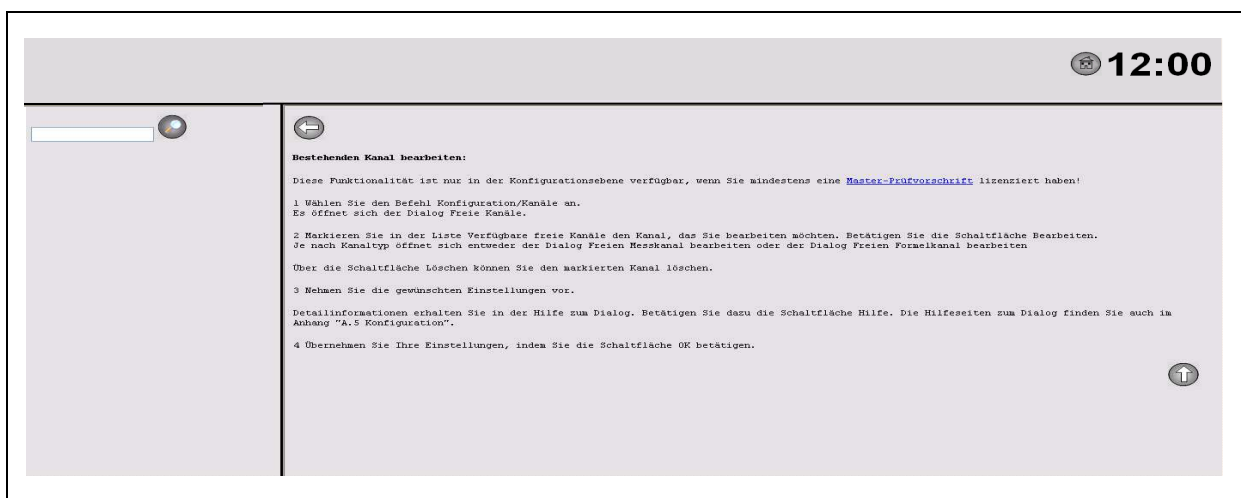 12:00
Bestehenden Kanal bearbeiten:
Diese Funktionalität ist nur in der Konfigurationsebene verfügbar, wenn Sie mindestens eine Master-Prüfvorschrift lizenziert haben!
1 Wählen Sie den Befehl Konfiguration/Kanäle an.
Es öffnet sich der Dialog Freie Kanäle.
2 Markieren Sie in der Liste Verfügbare freie Kanäle den Kanal, das Sie bearbeiten möchten. Betätigen Sie die Schaltfläche Bearbeiten.
Je nach Kanaltyp öffnet sich entweder der Dialog Freien Messkanal bearbeiten oder der Dialog Freien Formelkanal bearbeiten
Über die Schaltfläche Löschen können Sie den markierten Kanal löschen.
3 Nehmen Sie die gewünschten Einstellungen vor.
Detailinformationen erhalten Sie in der Hilfe zum Dialog. Betätigen Sie dazu die Schaltfläche Hilfe. Die Hilfeseiten zum Dialog finden Sie auch im
Anhang "A.5 Konfiguration".
4 Übernehmen Sie Ihre Einstellungen, indem Sie die Schaltfläche OK betätigen.